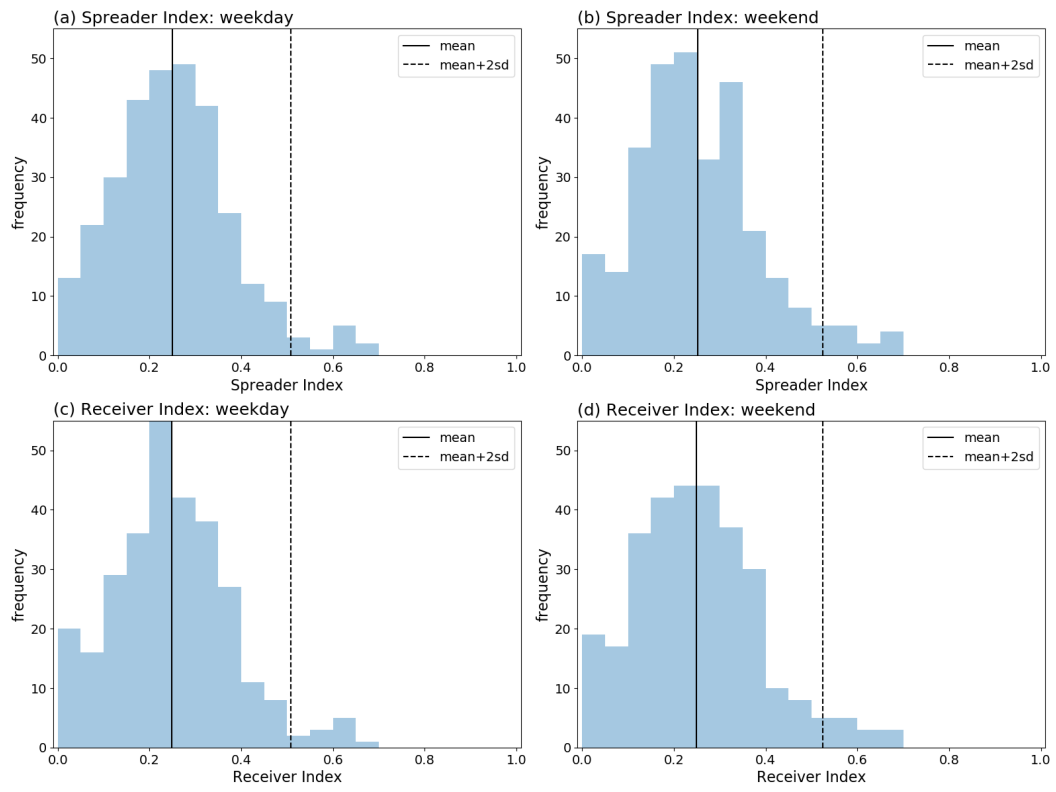 (a) Spreader Index: weekday
mean
mean+2sd
frequency
50
40
30
20
10
0
0.0 0.2 0.4 0.6 0.8 1.0
Spreader Index
(b) Spreader Index: weekend
mean
mean+2sd
frequency
50
40
30
20
10
0
0.0 0.2 0.4 0.6 0.8 1.0
Spreader Index
(c) Receiver Index: weekday
mean
mean+2sd
frequency
50
40
30
20
10
0
0.0 0.2 0.4 0.6 0.8 1.0
Receiver Index
(d) Receiver Index: weekend
mean
mean+2sd
frequency
50
40
30
20
10
0
0.0 0.2 0.4 0.6 0.8 1.0
Receiver Index